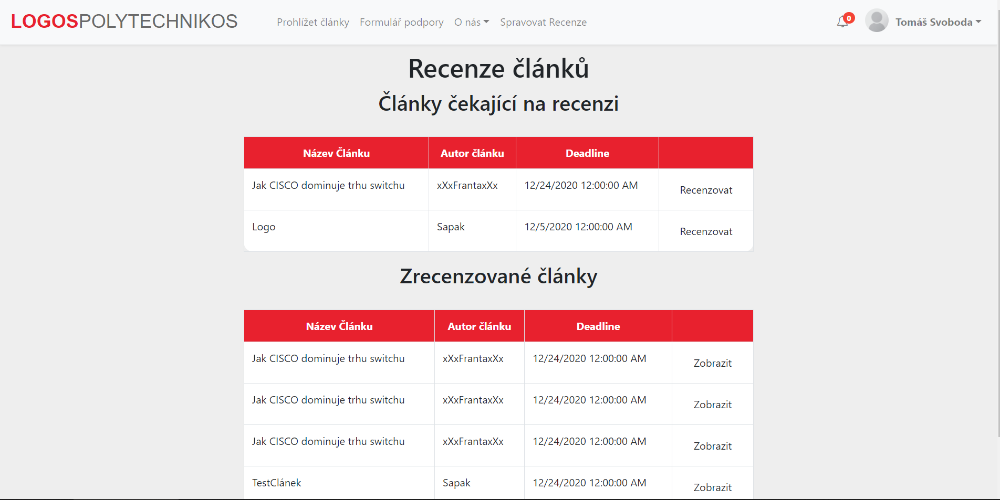 LOGOSPOLYTECHNIKOS Prohlížet články Formulář podpory O nás Spravovat Recenze 0 Tomáš Svoboda
Recenze článků
Články čekající na recenzi
Název Článku Autor článku Deadline
Jak CISCO dominuje trhu switchu xXxFrantaxXx 12/24/2020 12:00:00 AM Recenzovat
Logo Sapak 12/5/2020 12:00:00 AM Recenzovat
Zrecenzované články
Název Článku Autor článku Deadline
Jak CISCO dominuje trhu switchu xXxFrantaxXx 12/24/2020 12:00:00 AM Zobrazit
Jak CISCO dominuje trhu switchu xXxFrantaxXx 12/24/2020 12:00:00 AM Zobrazit
Jak CISCO dominuje trhu switchu xXxFrantaxXx 12/24/2020 12:00:00 AM Zobrazit
TestClánek Sapak 12/24/2020 12:00:00 AM Zobrazit